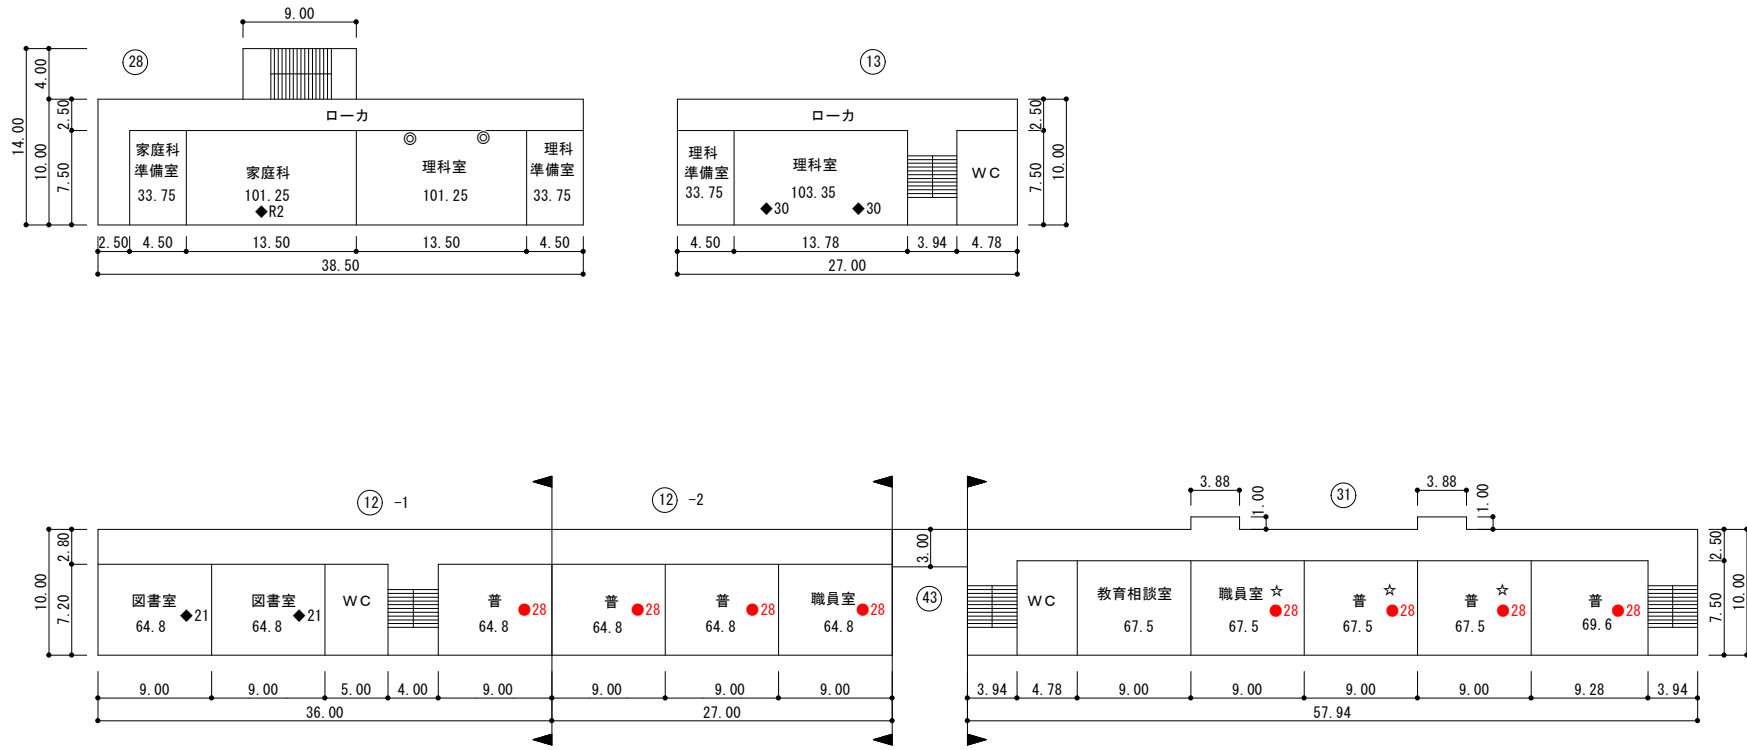 9.00
28
13
4.00
14.00
10.00
2.50
7.50
ローカ
家庭科
準備室
33.75
家庭科
101.25
◆R2
◎
◎
理科室
101.25
理科
準備室
33.75
2.50 4.50 13.50 13.50 4.50
38.50
ローカ
理科
準備室
33.75
理科室
103.35
◆30 ◆30
WC
2.50
7.50
10.00
4.50 13.78 3.94 4.78
27.00
12 -1
12 -2
3.88
1.00
31
3.88
1.00
10.00
2.80
7.20
図書室
64.8
◆21
図書室
64.8
◆21
WC
普
64.8
●28
普
64.8
●28
普
64.8
●28
職員室
64.8
●28
3.00
43
WC
教育相談室
67.5
職員室 ☆
67.5
●28
普 ☆
67.5
●28
普 ☆
67.5
●28
普
69.6
●28
2.50
7.50
10.00
9.00 9.00 5.00 4.00 9.00 9.00 9.00 9.00 3.94 4.78 9.00 9.00 9.00 9.00 9.28 3.94
36.00 27.00 57.94